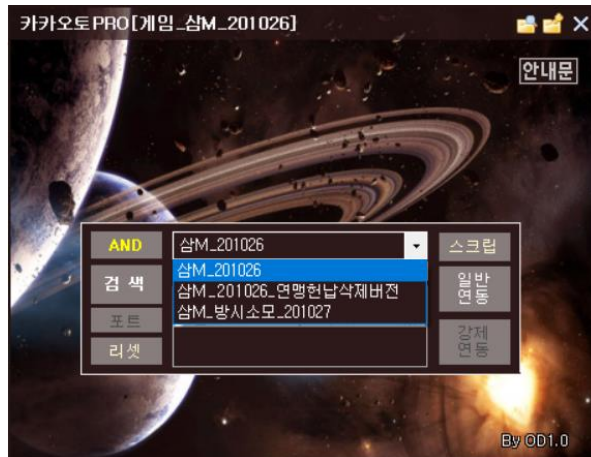 카카오토PRO[게임_삼M_201026]
안내문
AND
삼M_201026
스크립
검 색
삼M_201026
삼M_201026_연맹헌납삭제버전
삼M_방시소모_201027
일반
연동
포트
리셋
강제
연동
By OD1.0